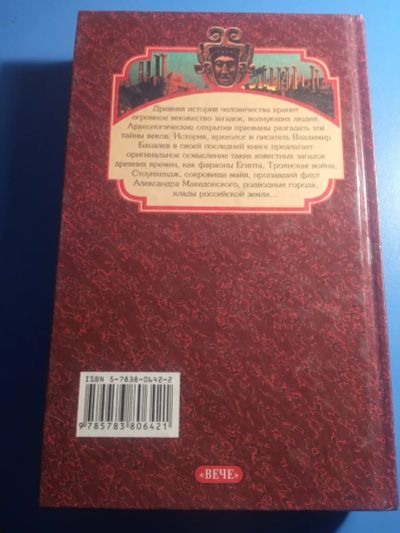 Древняя история человечества хранит
огромное множество загадок, волнующих людей.
Археологические открытия призваны разгадать эти
тайны веков. Историк, археолог и писатель Владимир
Бацалев в своей последней книге предлагает
оригинальное осмысление таких известных загадок
древних времен, как фараоны Египта, Троянская война,
Стоунхендж, сокровища майя, пропавший флот
Александра Македонского, подводные города,
клады российской земли...
ISBN 5-7838-0642-2
9 785783 806421
«ВЕЧЕ»